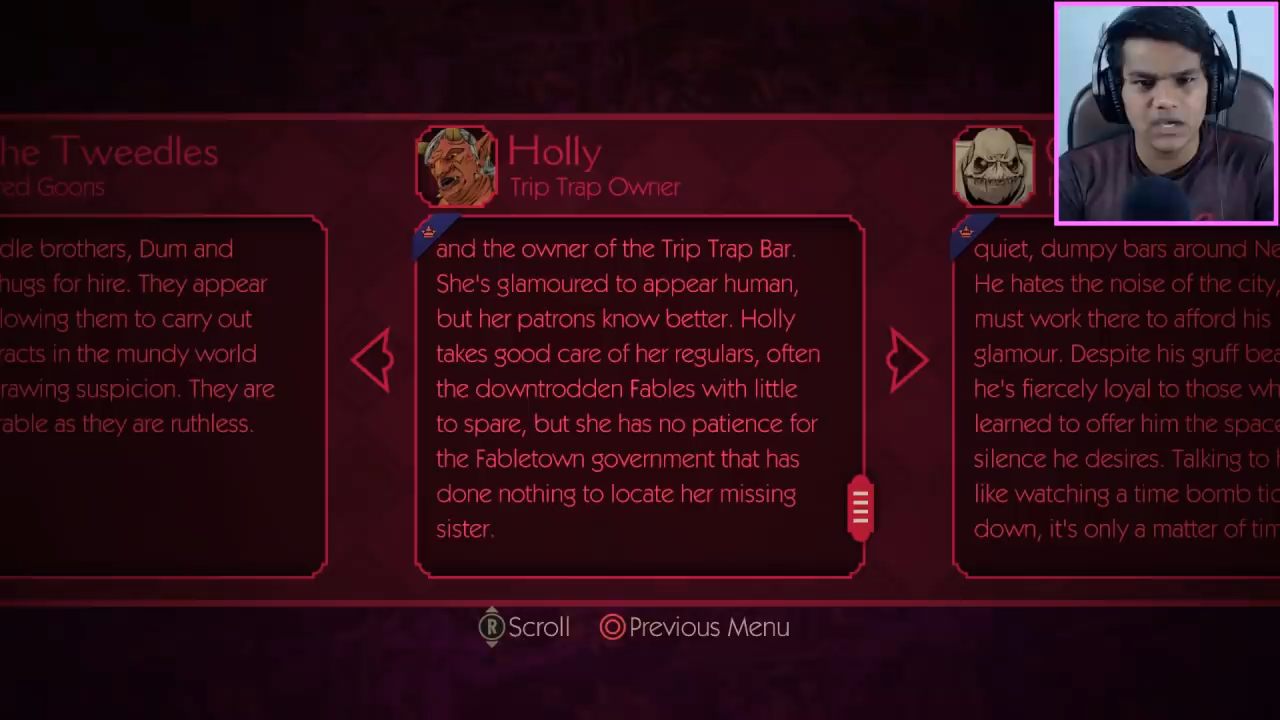 he Tweedles
red Goons
dle brothers, Dum and
hugs for hire. They appear
lowing them to carry out
racts in the mundy world
rawing suspicion. They are
rable as they are ruthless.
Holly
Trip Trap Owner
and the owner of the Trip Trap Bar.
She's glamoured to appear human,
but her patrons know better. Holly
takes good care of her regulars, often
the downtrodden Fables with little
to spare, but she has no patience for
the Fabletown government that has
done nothing to locate her missing
sister.
quiet, dumpy bars around Ne
He hates the noise of the city,
must work there to afford his
glamour. Despite his gruff bea
he's fiercely loyal to those wh
learned to offer him the space
silence he desires. Talking to h
like watching a time bomb tic
down, it's only a matter of tim
R Scroll
Previous Menu